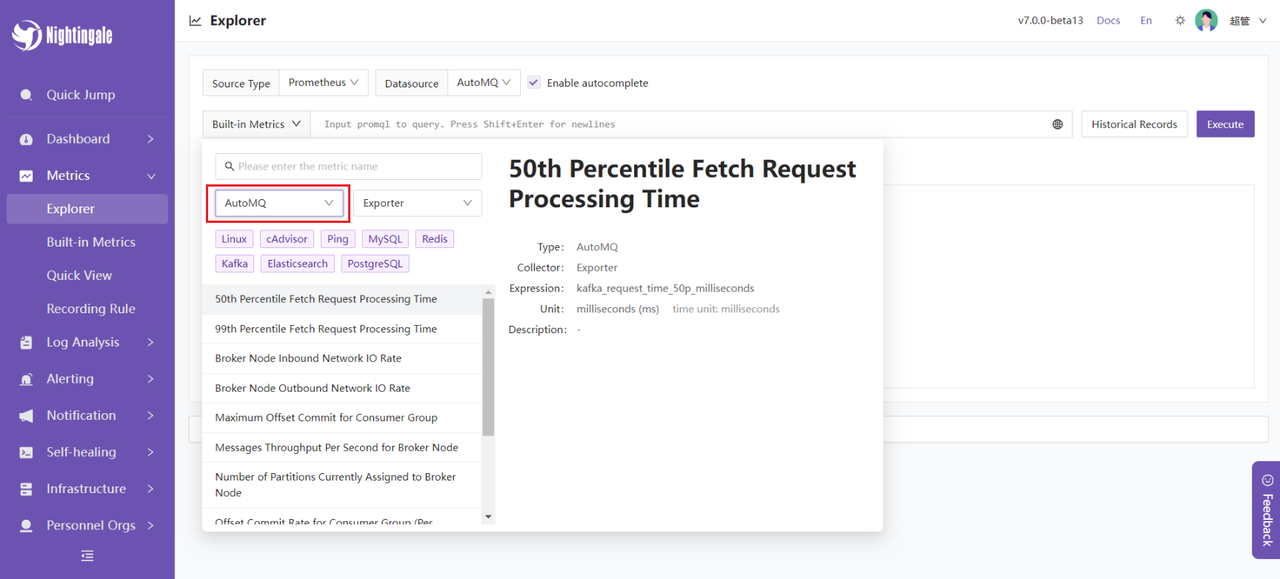 Nightingale
Quick Jump
Dashboard
Metrics
Explorer
Built-in Metrics
Quick View
Recording Rule
Log Analysis
Alerting
Notification
Self-healing
Infrastructure
Personnel Orgs
Explorer
v7.0.0-beta13 Docs En 超管
Source Type Prometheus Datasource AutoMQ Enable autocomplete
Built-in Metrics Input promql to query. Press Shift+Enter for newlines Historical Records Execute
Please enter the metric name
AutoMQ Exporter
Linux cAdvisor Ping MySQL Redis
Kafka Elasticsearch PostgreSQL
50th Percentile Fetch Request Processing Time
99th Percentile Fetch Request Processing Time
Broker Node Inbound Network IO Rate
Broker Node Outbound Network IO Rate
Maximum Offset Commit for Consumer Group
Messages Throughput Per Second for Broker Node
Number of Partitions Currently Assigned to Broker
Node
Offset Commit Rate for Consumer Group (Per
50th Percentile Fetch Request
Processing Time
Type: AutoMQ
Collector: Exporter
Expression: kafka_request_time_50p_milliseconds
Unit: milliseconds (ms) time unit: milliseconds
Description: -
Feedback